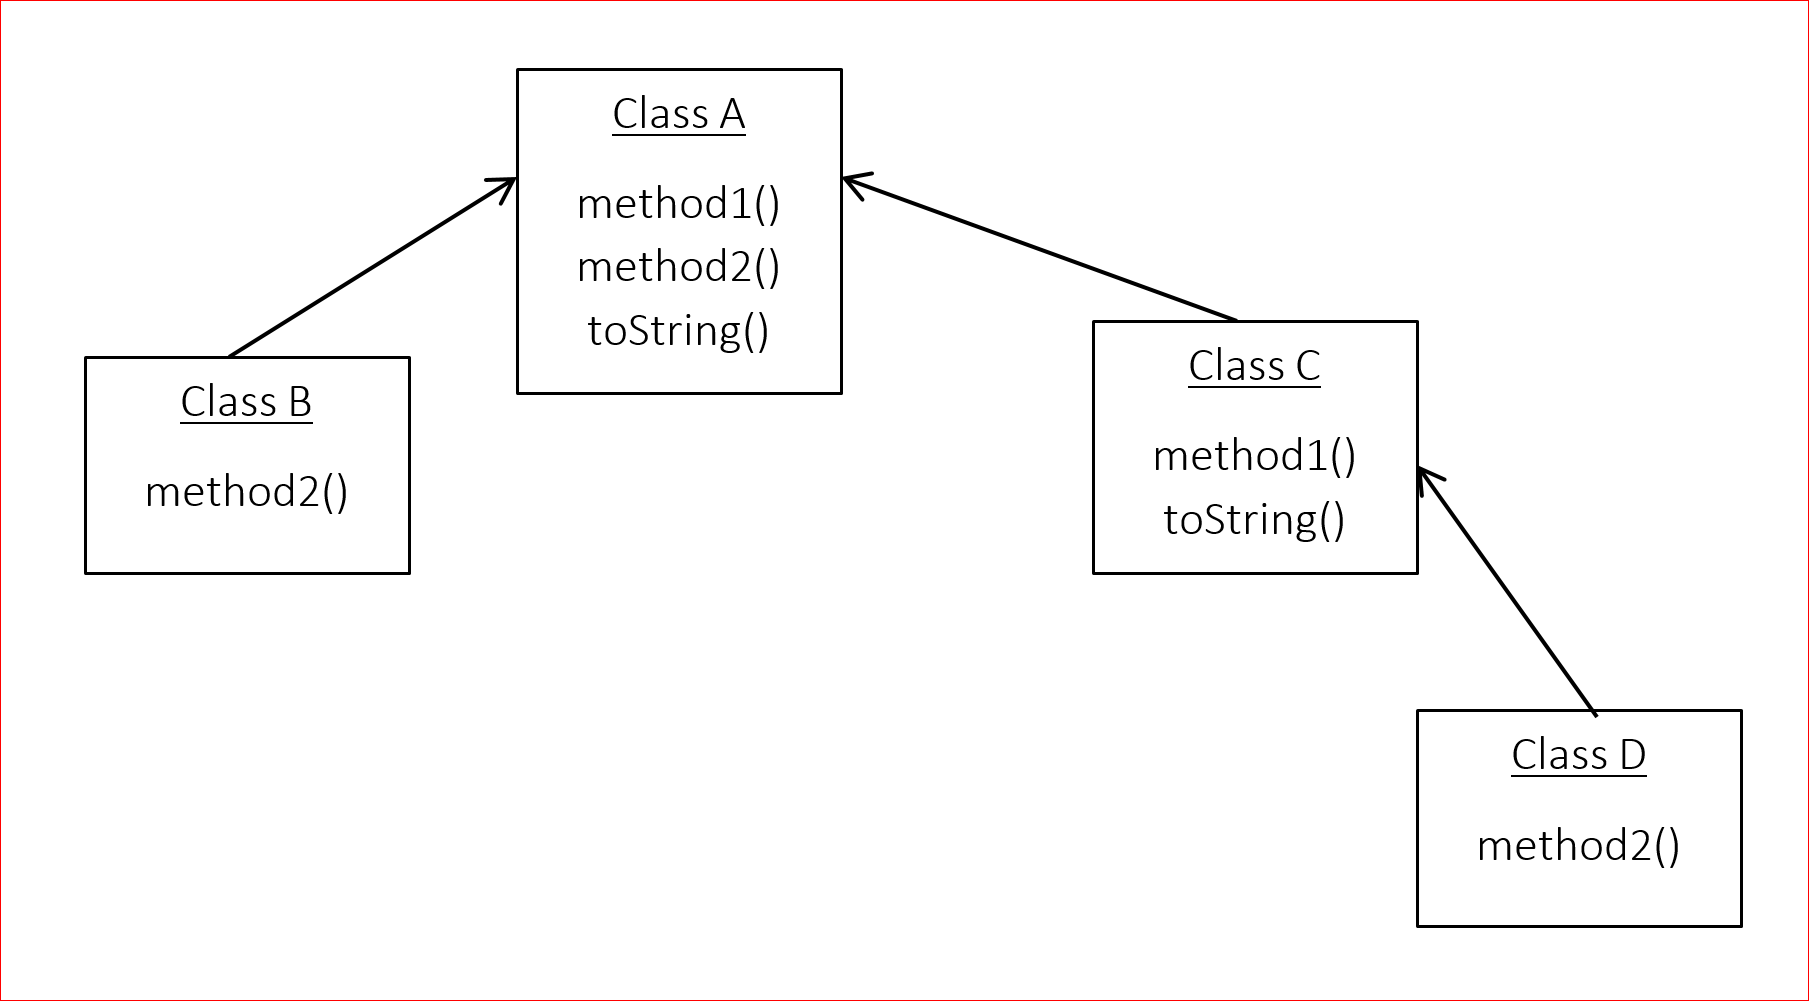 Class A
method1()
method2()
toString()
Class B
method2()
Class C
method1()
toString()
Class D
method2()